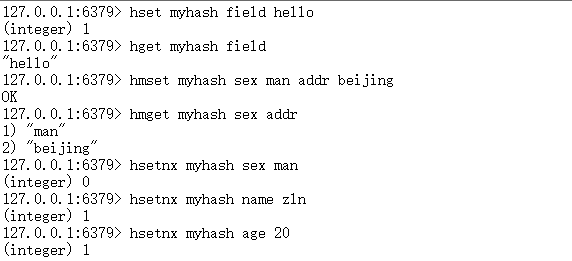 127.0.0.1:6379> hset myhash field hello
(integer) 1
127.0.0.1:6379> hget myhash field
"hello"
127.0.0.1:6379> hmset myhash sex man addr beijing
OK
127.0.0.1:6379> hmget myhash sex addr
1) "man"
2) "beijing"
127.0.0.1:6379> hsetnx myhash sex man
(integer) 0
127.0.0.1:6379> hsetnx myhash name zln
(integer) 1
127.0.0.1:6379> hsetnx myhash age 20
(integer) 1